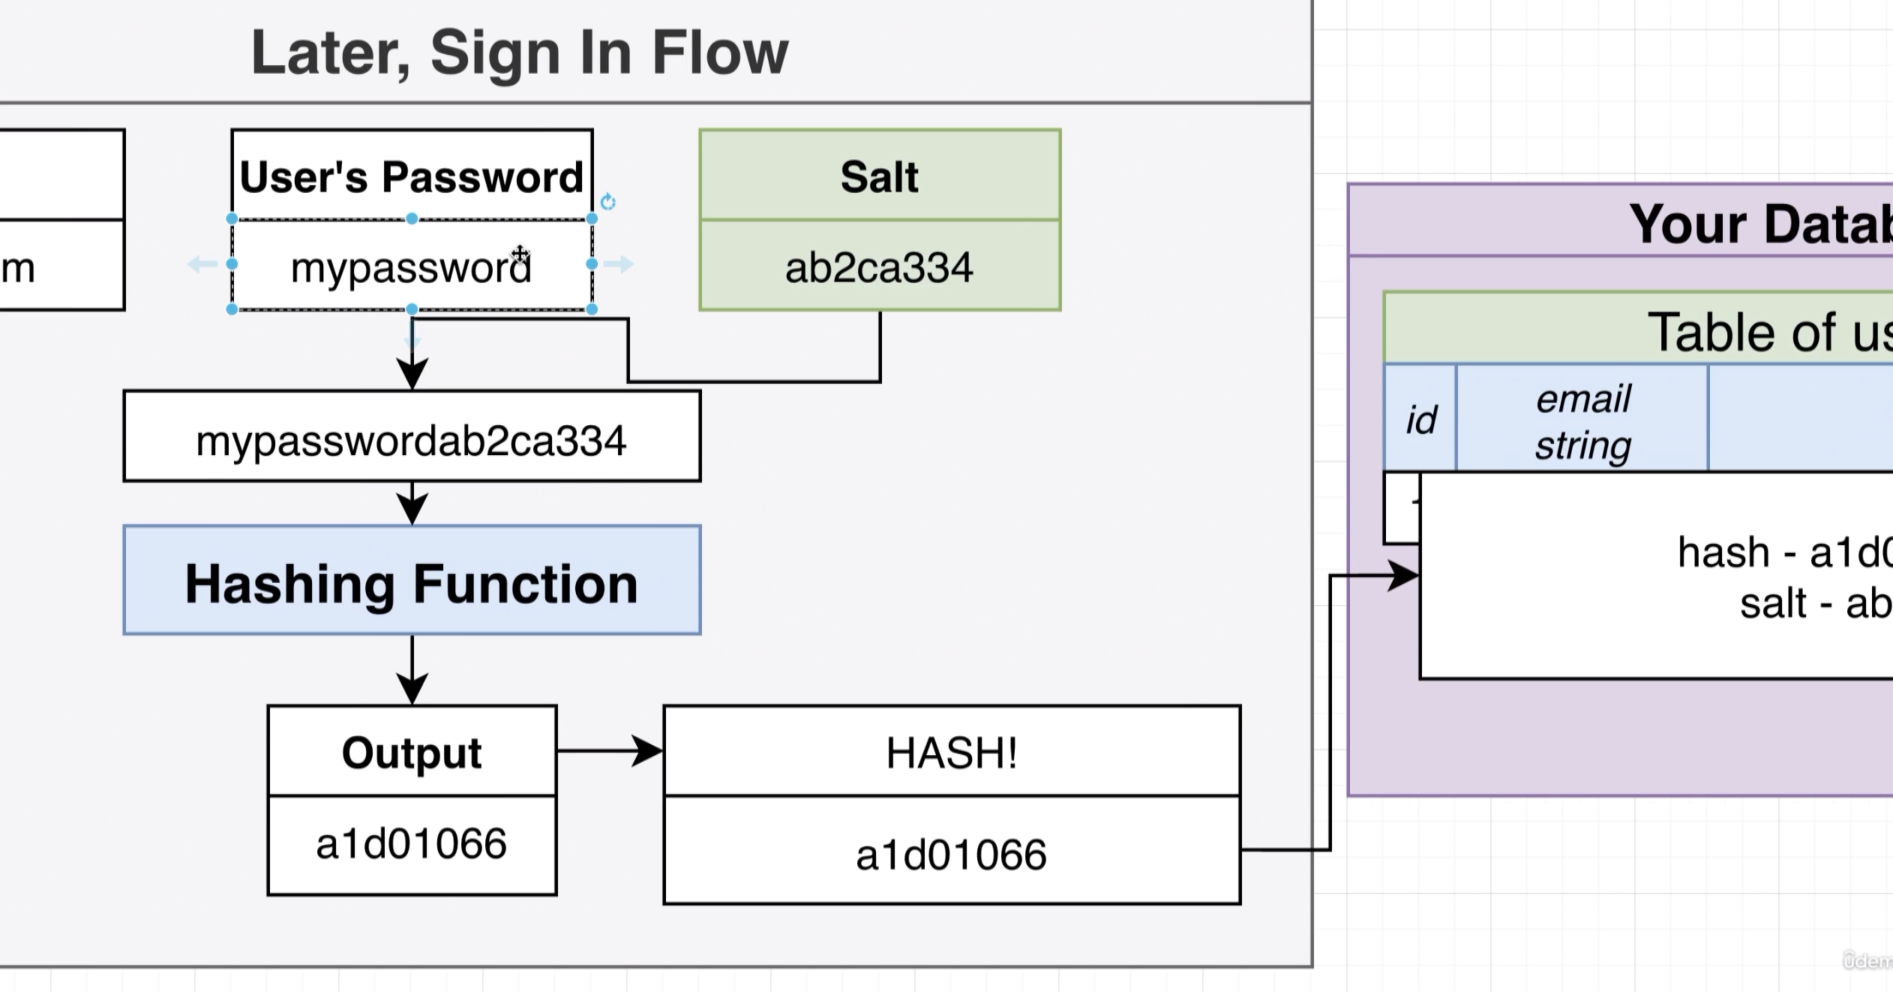 Later, Sign In Flow
User's Password
Salt
m
mypassword
ab2ca334
mypasswordab2ca334
Hashing Function
Output
HASH!
a1d01066
a1d01066
Your Datab
Table of us
id
email
string
hash - a1d0
salt - ab
ûdem